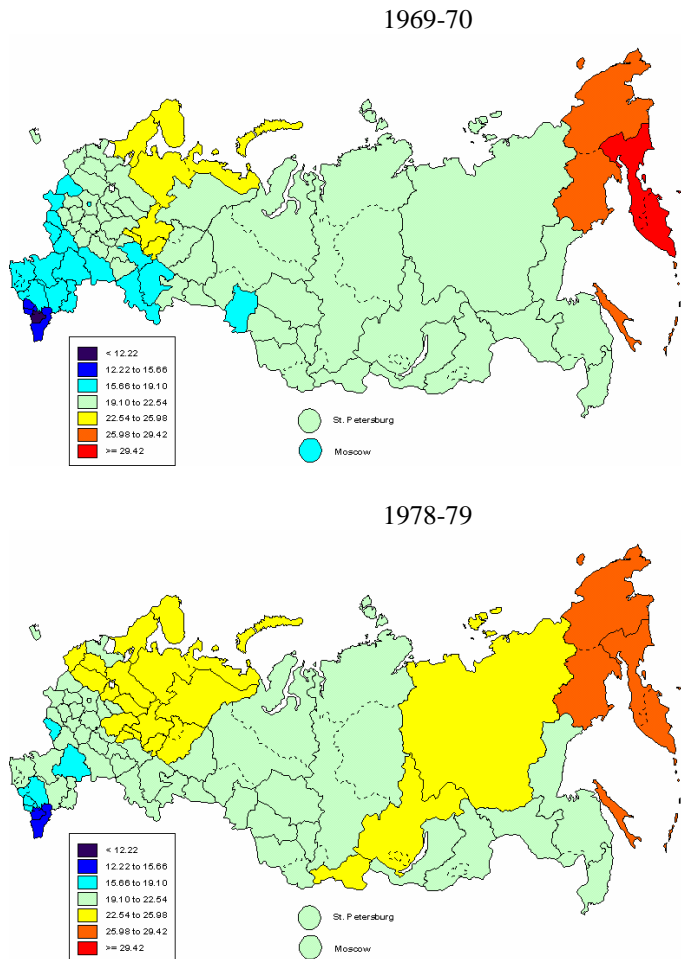 1969-70
< 12.22
12.22 to 15.66
15.66 to 19.10
19.10 to 22.54
22.54 to 25.98
25.98 to 29.42
>= 29.42
St. Petersburg
Moscow
1978-79
< 12.22
12.22 to 15.66
15.66 to 19.10
19.10 to 22.54
22.54 to 25.98
25.98 to 29.42
>= 29.42
St. Petersburg
Moscow